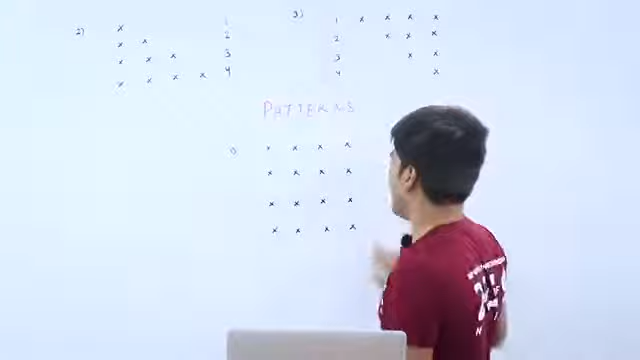 2) x 1
x x 2
x x x 3
x x x x 4
3) 1 x x x x
2 x x x
3 x x
4 x
PATTERNS
1) x x x x
x x x x
x x x x
x x x x